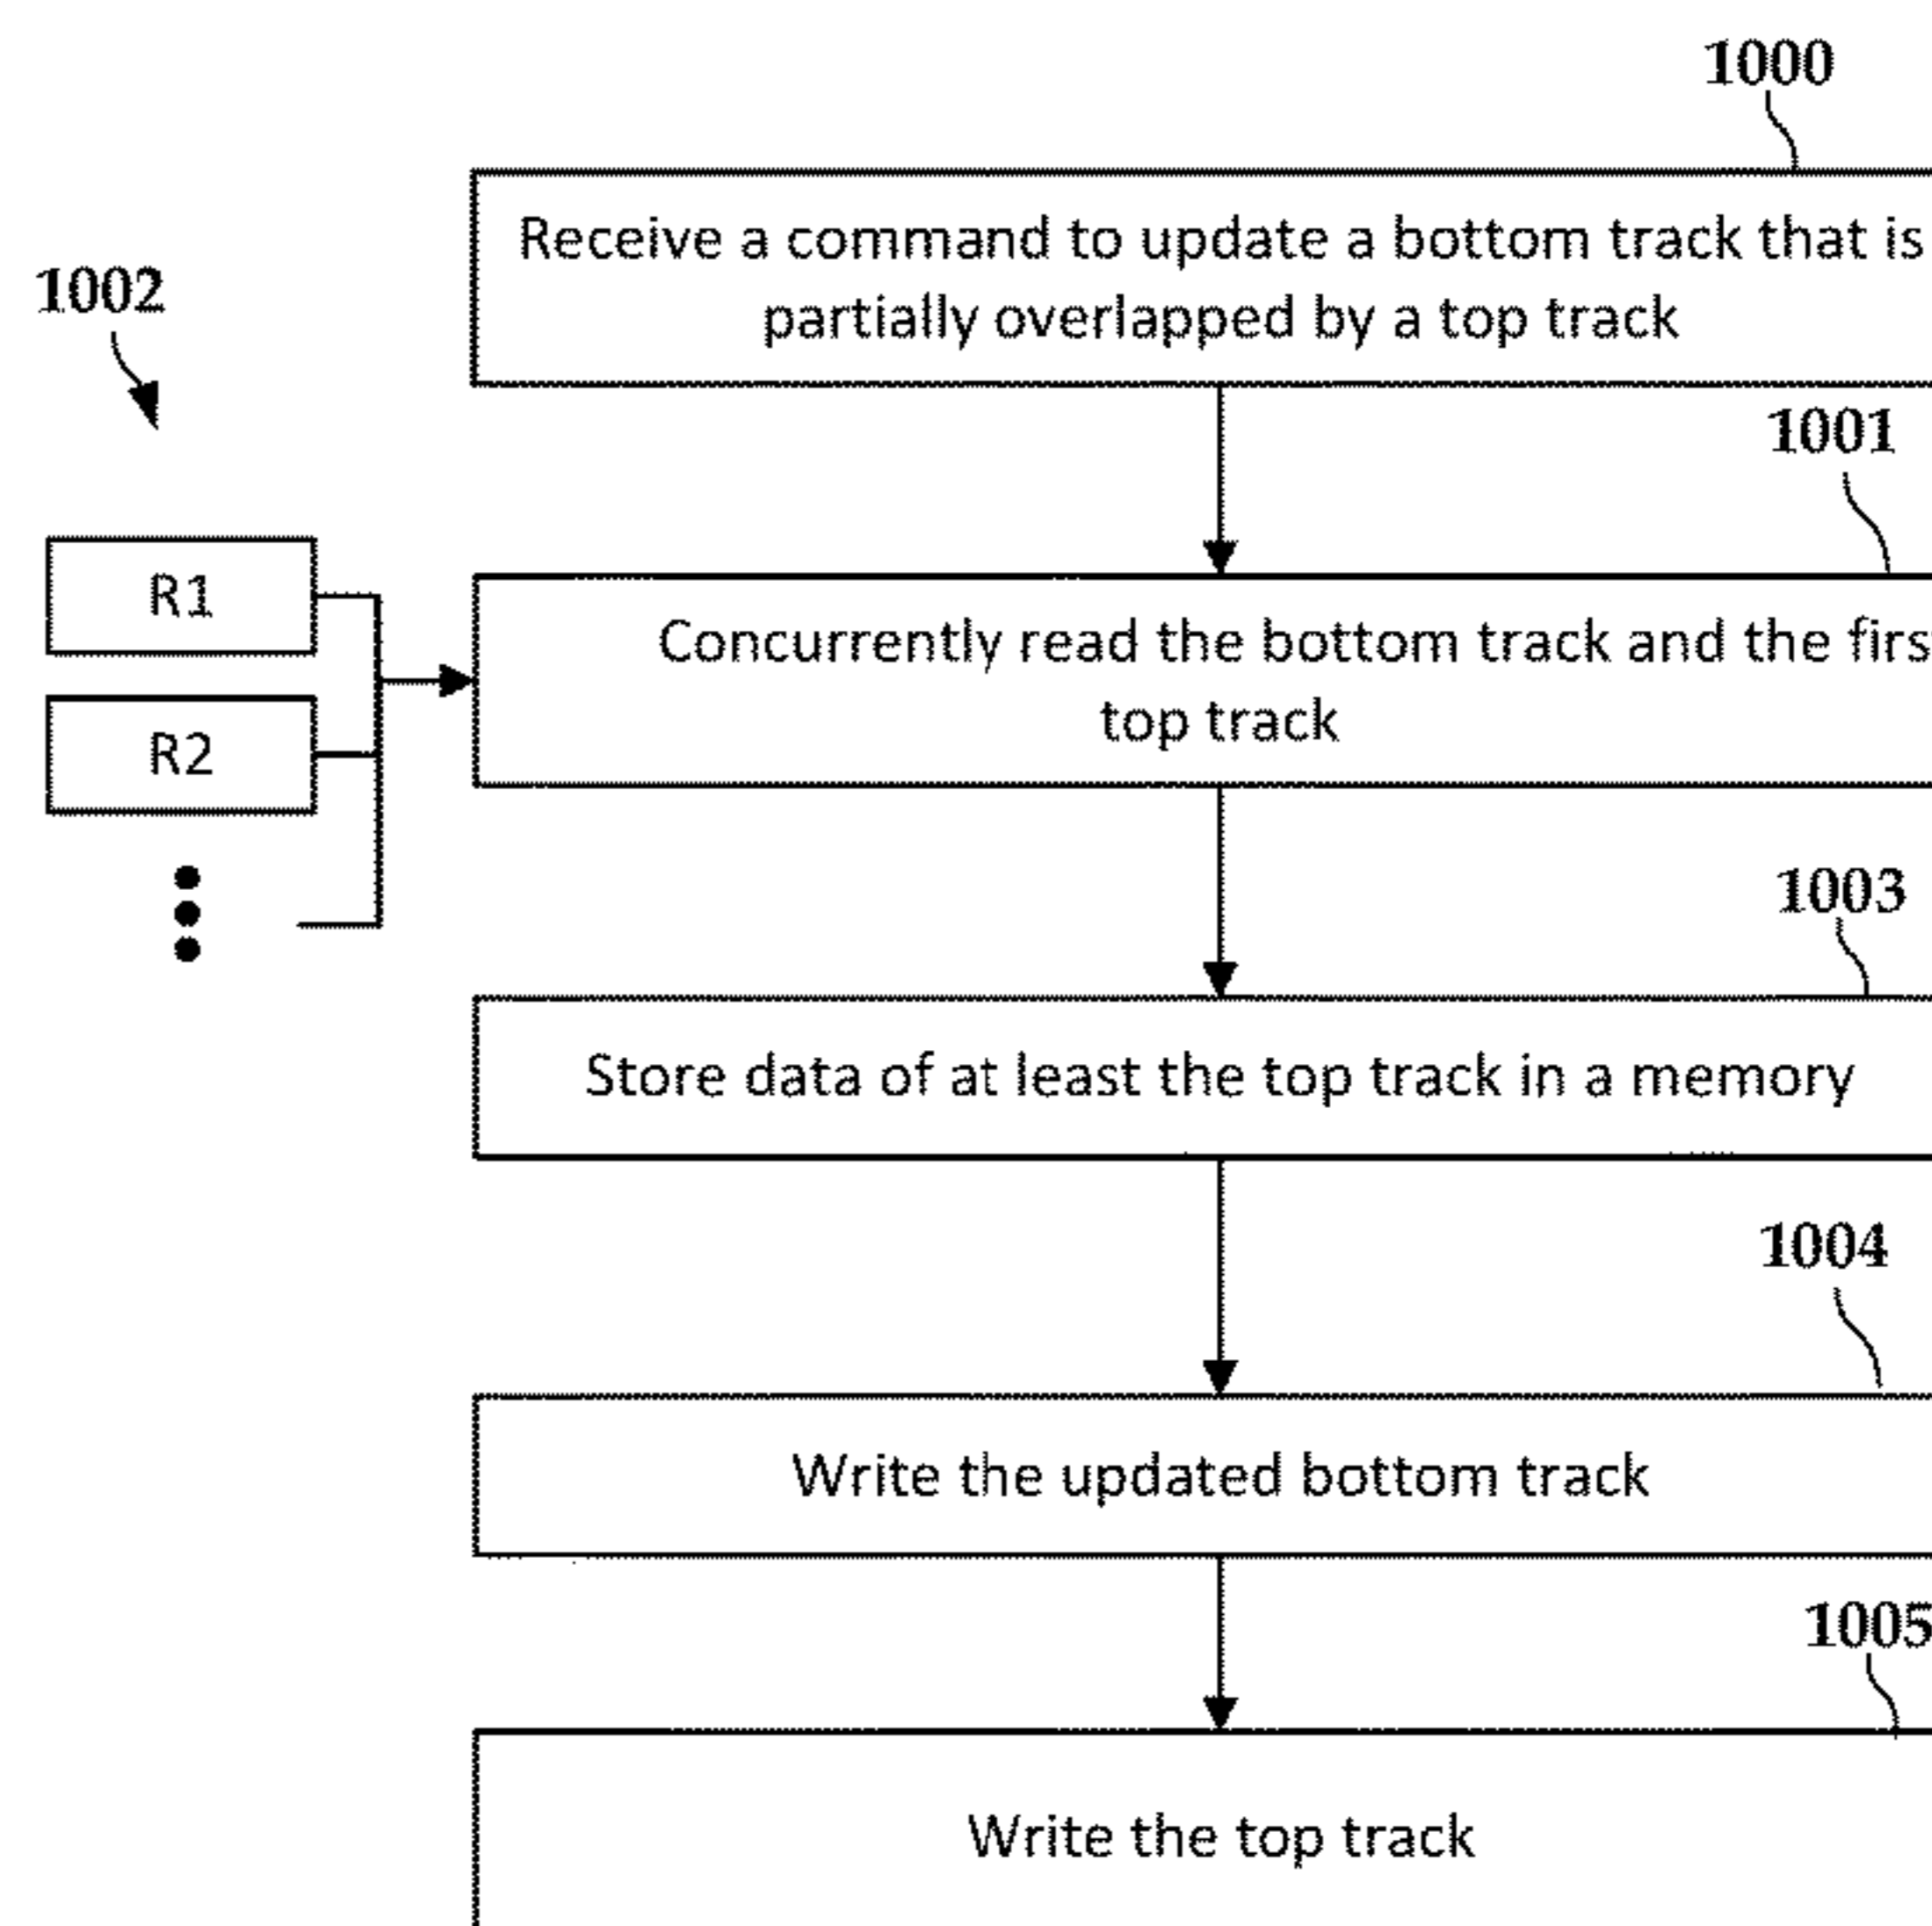 1000
Receive a command to update a bottom track that is
partially overlapped by a top track
1002
1001
R1
Concurrently read the bottom track and the firs
top track
R2
1003
Store data of at least the top track in a memory
1004
Write the updated bottom track
1005
Write the top track